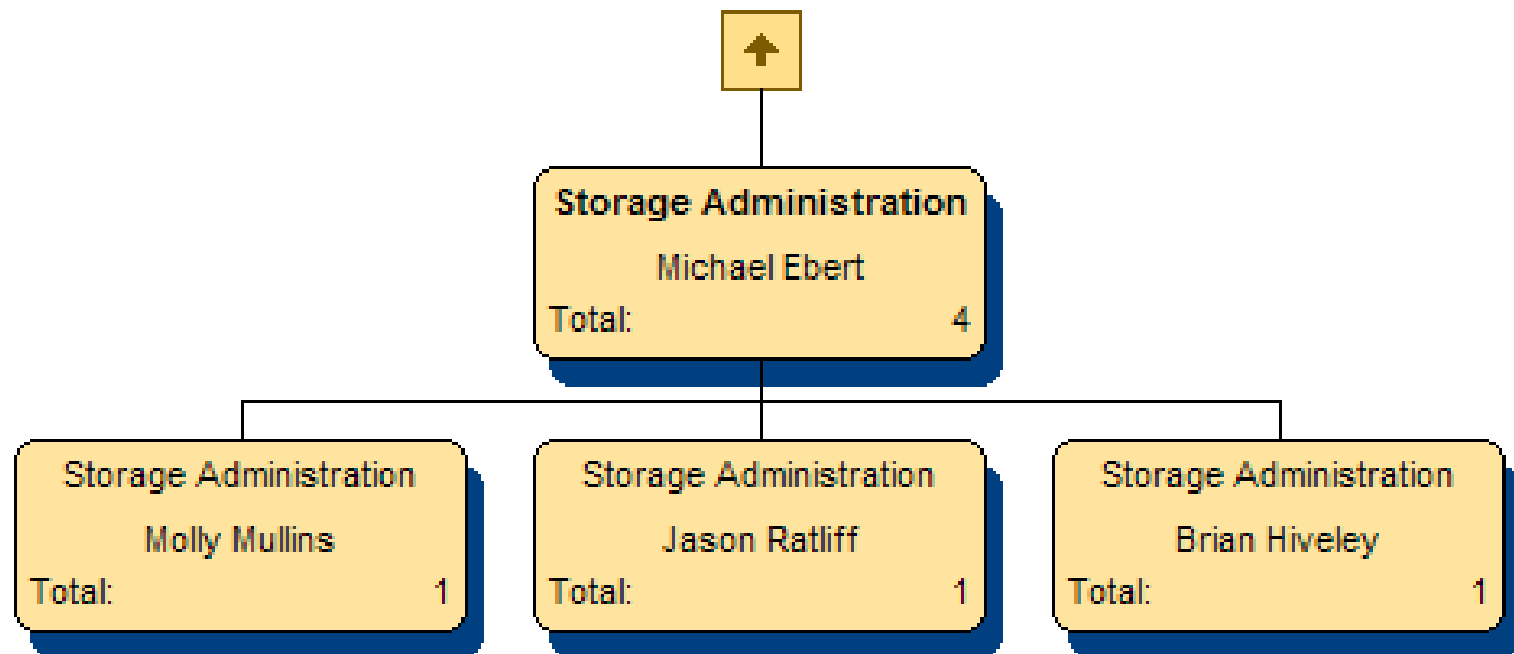 Storage Administration
Michael Ebert
Total: 4
Storage Administration
Molly Mullins
Total: 1
Storage Administration
Jason Ratliff
Total: 1
Storage Administration
Brian Hiveley
Total: 1